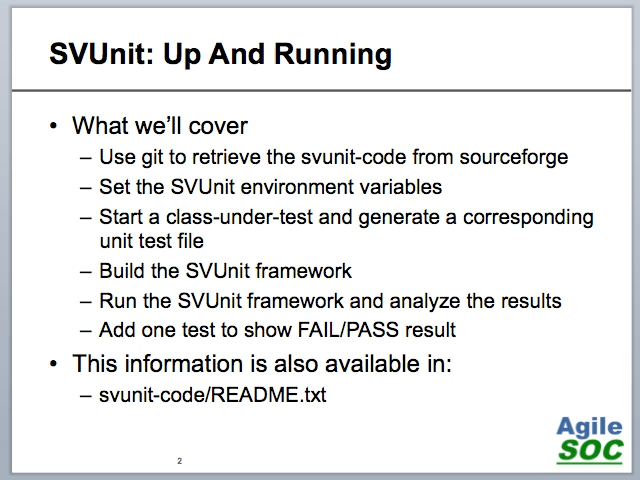 SVUnit: Up And Running
• What we'll cover
– Use git to retrieve the svunit-code from sourceforge
– Set the SVUnit environment variables
– Start a class-under-test and generate a corresponding
unit test file
– Build the SVUnit framework
– Run the SVUnit framework and analyze the results
– Add one test to show FAIL/PASS result
• This information is also available in:
– svunit-code/README.txt
2
Agile
SOC